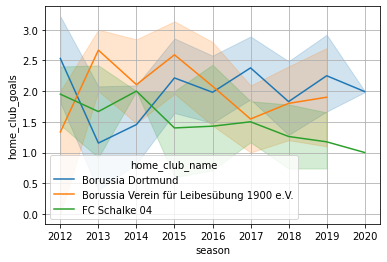 3.0
2.5
2.0
1.5
1.0
0.5
0.0
home_club_goals
home_club_name
Borussia Dortmund
Borussia Verein für Leibesübung 1900 e.V.
FC Schalke 04
2012 2013 2014 2015 2016 2017 2018 2019 2020
season